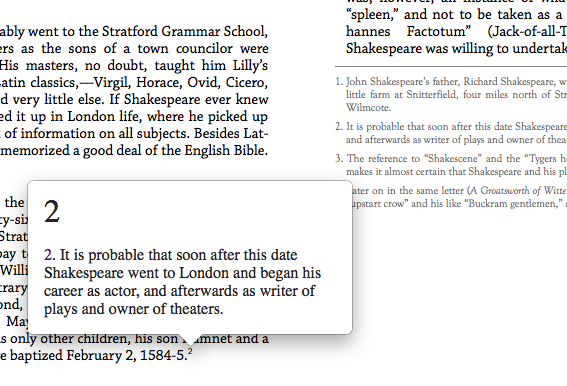 ably went to the Stratford Grammar School,
ers as the sons of a town councilor were
His masters, no doubt, taught him Lilly’s
atin classics,—Virgil, Horace, Ovid, Cicero,
d very little else. If Shakespeare ever knew
ed it up in London life, where he picked up
of information on all subjects. Besides Lat-
memorized a good deal of the English Bible.
the
ty-six
Strat
pay t
Willi
trary
ond,
May
s only other children, his son Hamnet and a
e baptized February 2, 1584-5.²
2
2. It is probable that soon after this date
Shakespeare went to London and began his
career as actor, and afterwards as writer of
plays and owner of theaters.
was, however, an instance of
“spleen,” and not to be taken as a
hannes Factotum” (Jack-of-all-T
Shakespeare was willing to undertak
1. John Shakespeare’s father, Richard Shakespeare, w
little farm at Snitterfield, four miles north of Str
Wilmcote.
2. It is probable that soon after this date Shakespeare
and afterwards as writer of plays and owner of thea
3. The reference to “Shakescene” and the “Tygers h
makes it almost certain that Shakespeare and his pl
ater on in the same letter (A Groatsworth of Witte
upstart crow” and his like “Buckram gentlemen,”